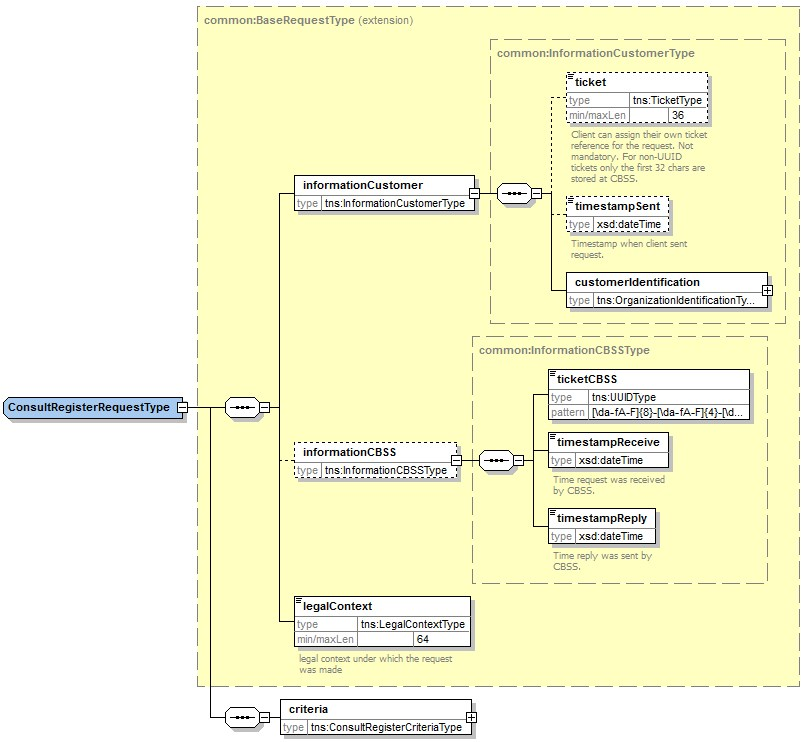 common:BaseRequestType (extension)
common:InformationCustomerType
ticket
type tns:TicketType
min/maxLen 36
Client can assign their own ticket
reference for the request. Not
mandatory. For non-UUID
tickets only the first 32 chars are
stored at CBSS.
informationCustomer
type tns:InformationCustomerType
timestampSent
type xsd:dateTime
Timestamp when client sent
request.
customerIdentification
type tns:OrganizationIdentificationTy...
common:InformationCBSSType
ticketCBSS
type tns:UUIDType
pattern [\da-fA-F]{8}-[\da-fA-F]{4}-[\d...
ConsultRegisterRequestType
informationCBSS
type tns:InformationCBSSType
timestampReceive
type xsd:dateTime
Time request was received
by CBSS.
timestampReply
type xsd:dateTime
Time reply was sent by
CBSS.
legalContext
type tns:LegalContextType
min/maxLen 64
legal context under which the request
was made
criteria
type tns:ConsultRegisterCriteriaType